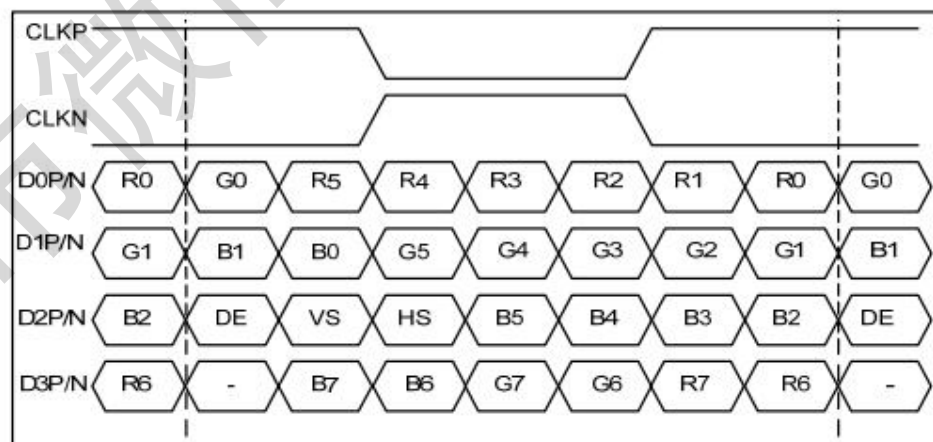 CLKP
CLKN
D0P/N R0 G0 R5 R4 R3 R2 R1 R0 G0
D1P/N G1 B1 B0 G5 G4 G3 G2 G1 B1
D2P/N B2 DE VS HS B5 B4 B3 B2 DE
D3P/N R6 - B7 B6 G7 G6 R7 R6 -
微